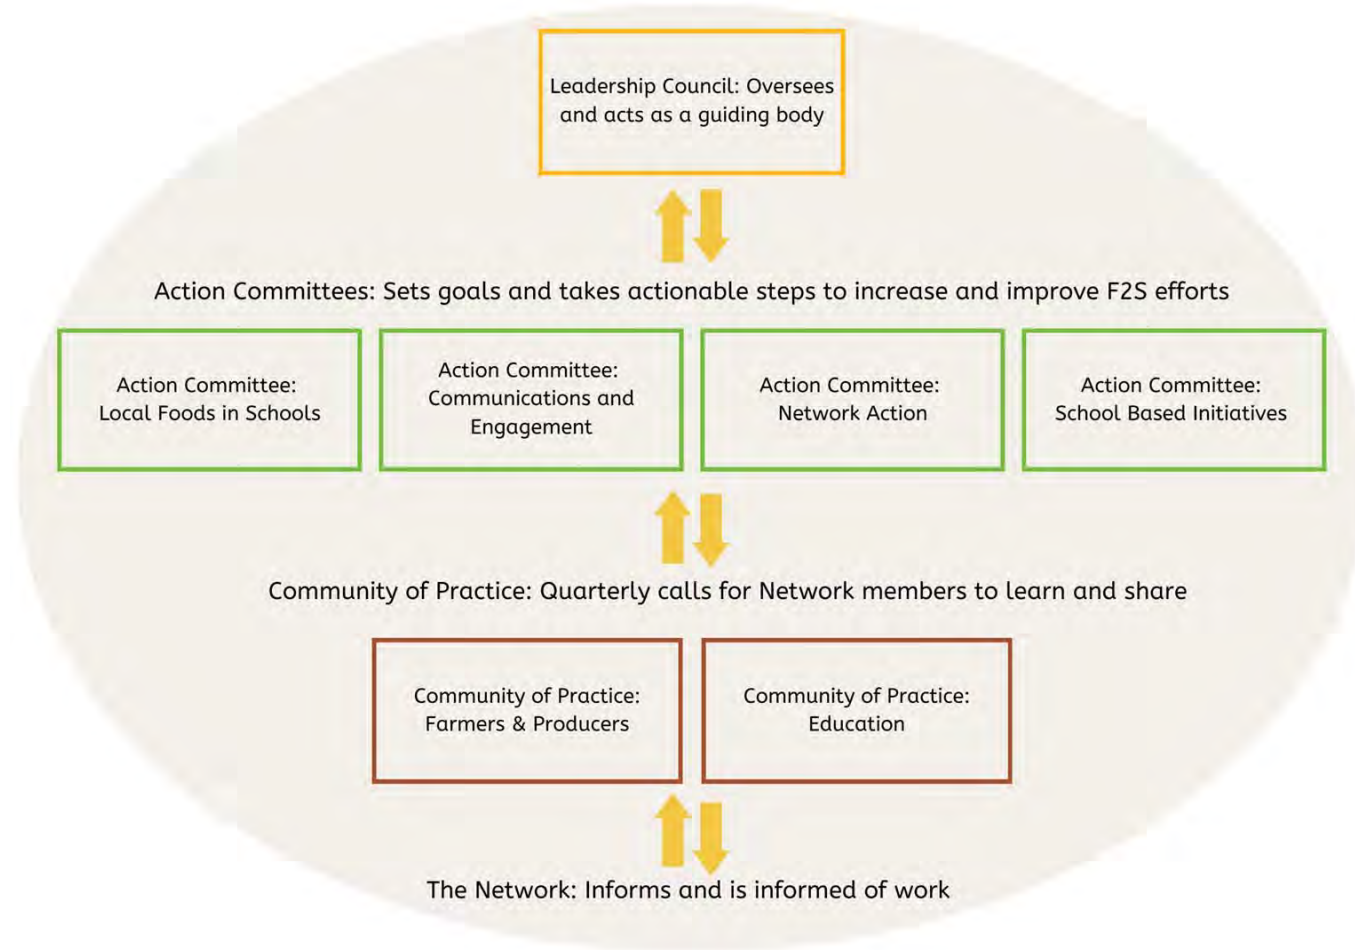 Leadership Council: Oversees
and acts as a guiding body
Action Committees: Sets goals and takes actionable steps to increase and improve F2S efforts
Action Committee:
Local Foods in Schools
Action Committee:
Communications and
Engagement
Action Committee:
Network Action
Action Committee:
School Based Initiatives
Community of Practice: Quarterly calls for Network members to learn and share
Community of Practice:
Farmers & Producers
Community of Practice:
Education
The Network: Informs and is informed of work